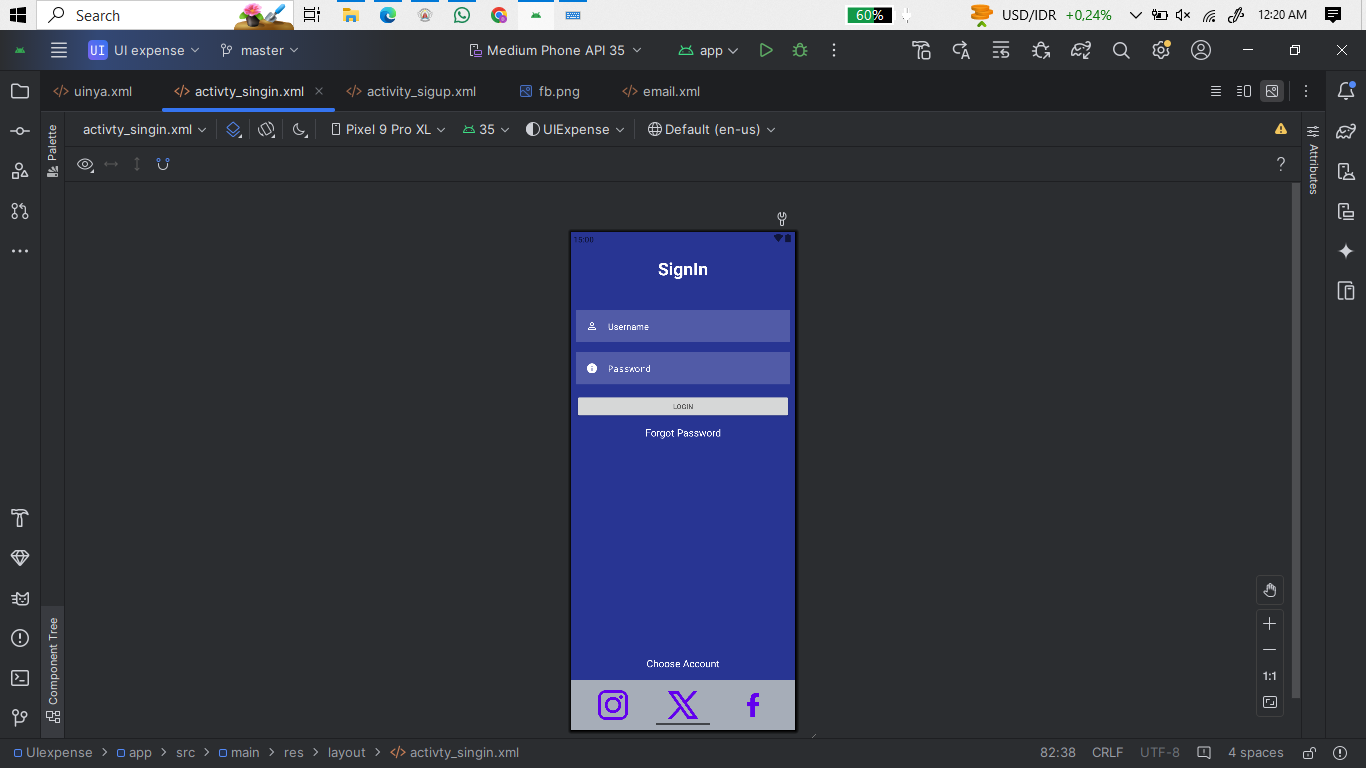 Search
60%
USD/IDR +0,24%
12:20 AM
UI UI expense
master
Medium Phone API 35
app
uinya.xml
activty_singin.xml
activity_sigup.xml
fb.png
email.xml
activty_singin.xml
Pixel 9 Pro XL
35
UIExpense
Default (en-us)
Palette
?
Attributes
SignIn
Username
Password
LOGIN
Forgot Password
Choose Account
1:1
Component Tree
UIexpense > app > src > main > res > layout > activty_singin.xml
82:38 CRLF UTF-8 4 spaces